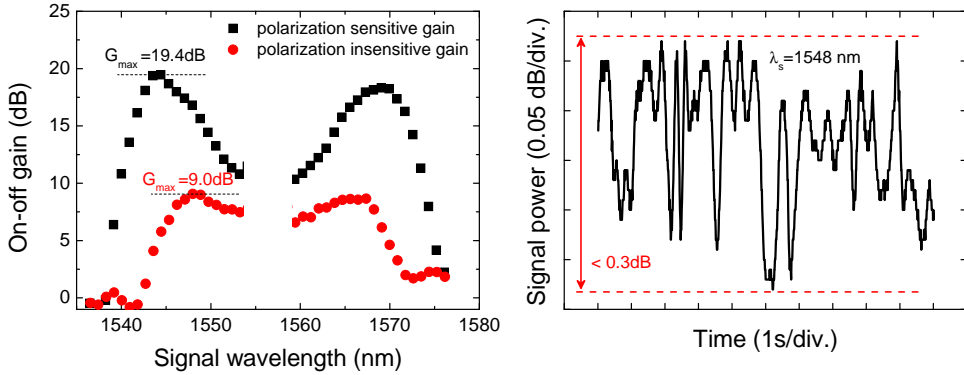 25
20
15
10
5
0
On-off gain (dB)
1540 1550 1560 1570 1580
Signal wavelength (nm)
polarization sensitive gain
polarization insensitive gain
G_max=19.4dB
G_max=9.0dB
Signal power (0.05 dB/div.)
λ_s=1548 nm
< 0.3dB
Time (1s/div.)